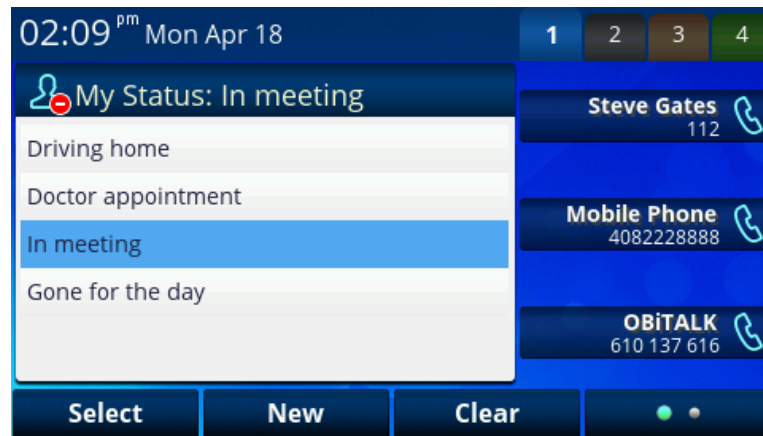 02:09 pm Mon Apr 18
1 2 3 4
My Status: In meeting
Driving home
Doctor appointment
In meeting
Gone for the day
Steve Gates
112
Mobile Phone
4082228888
OBiTALK
610 137 616
Select New Clear